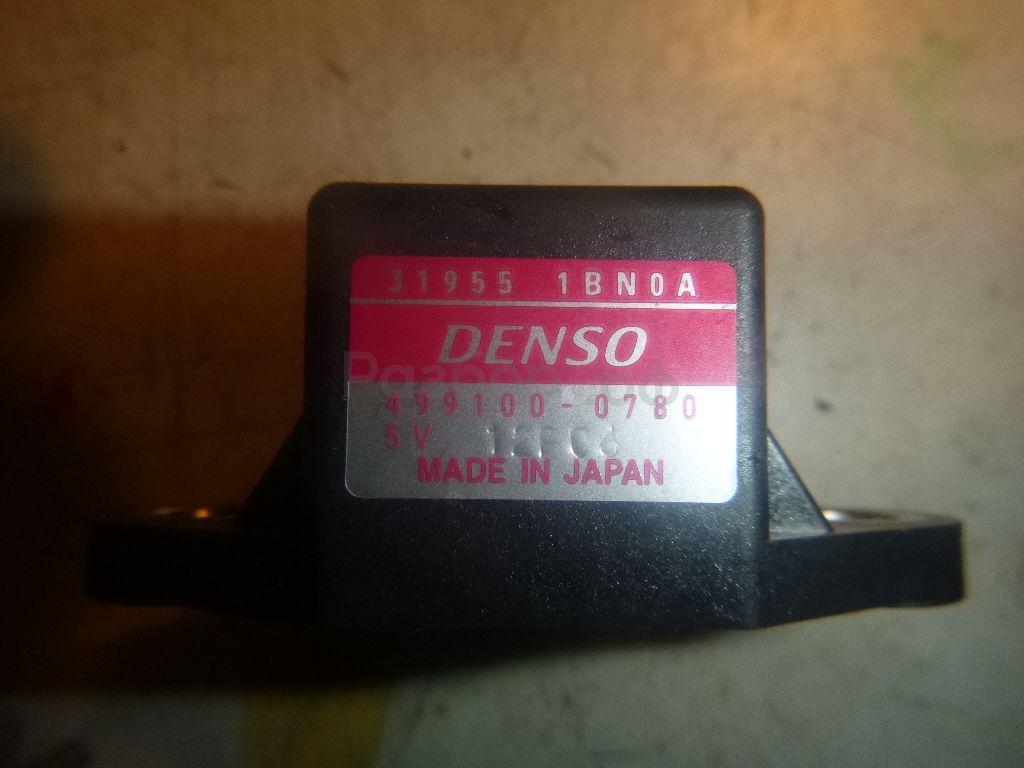 31955 1BN0A
DENSO
499100-0780
5V
MADE IN JAPAN